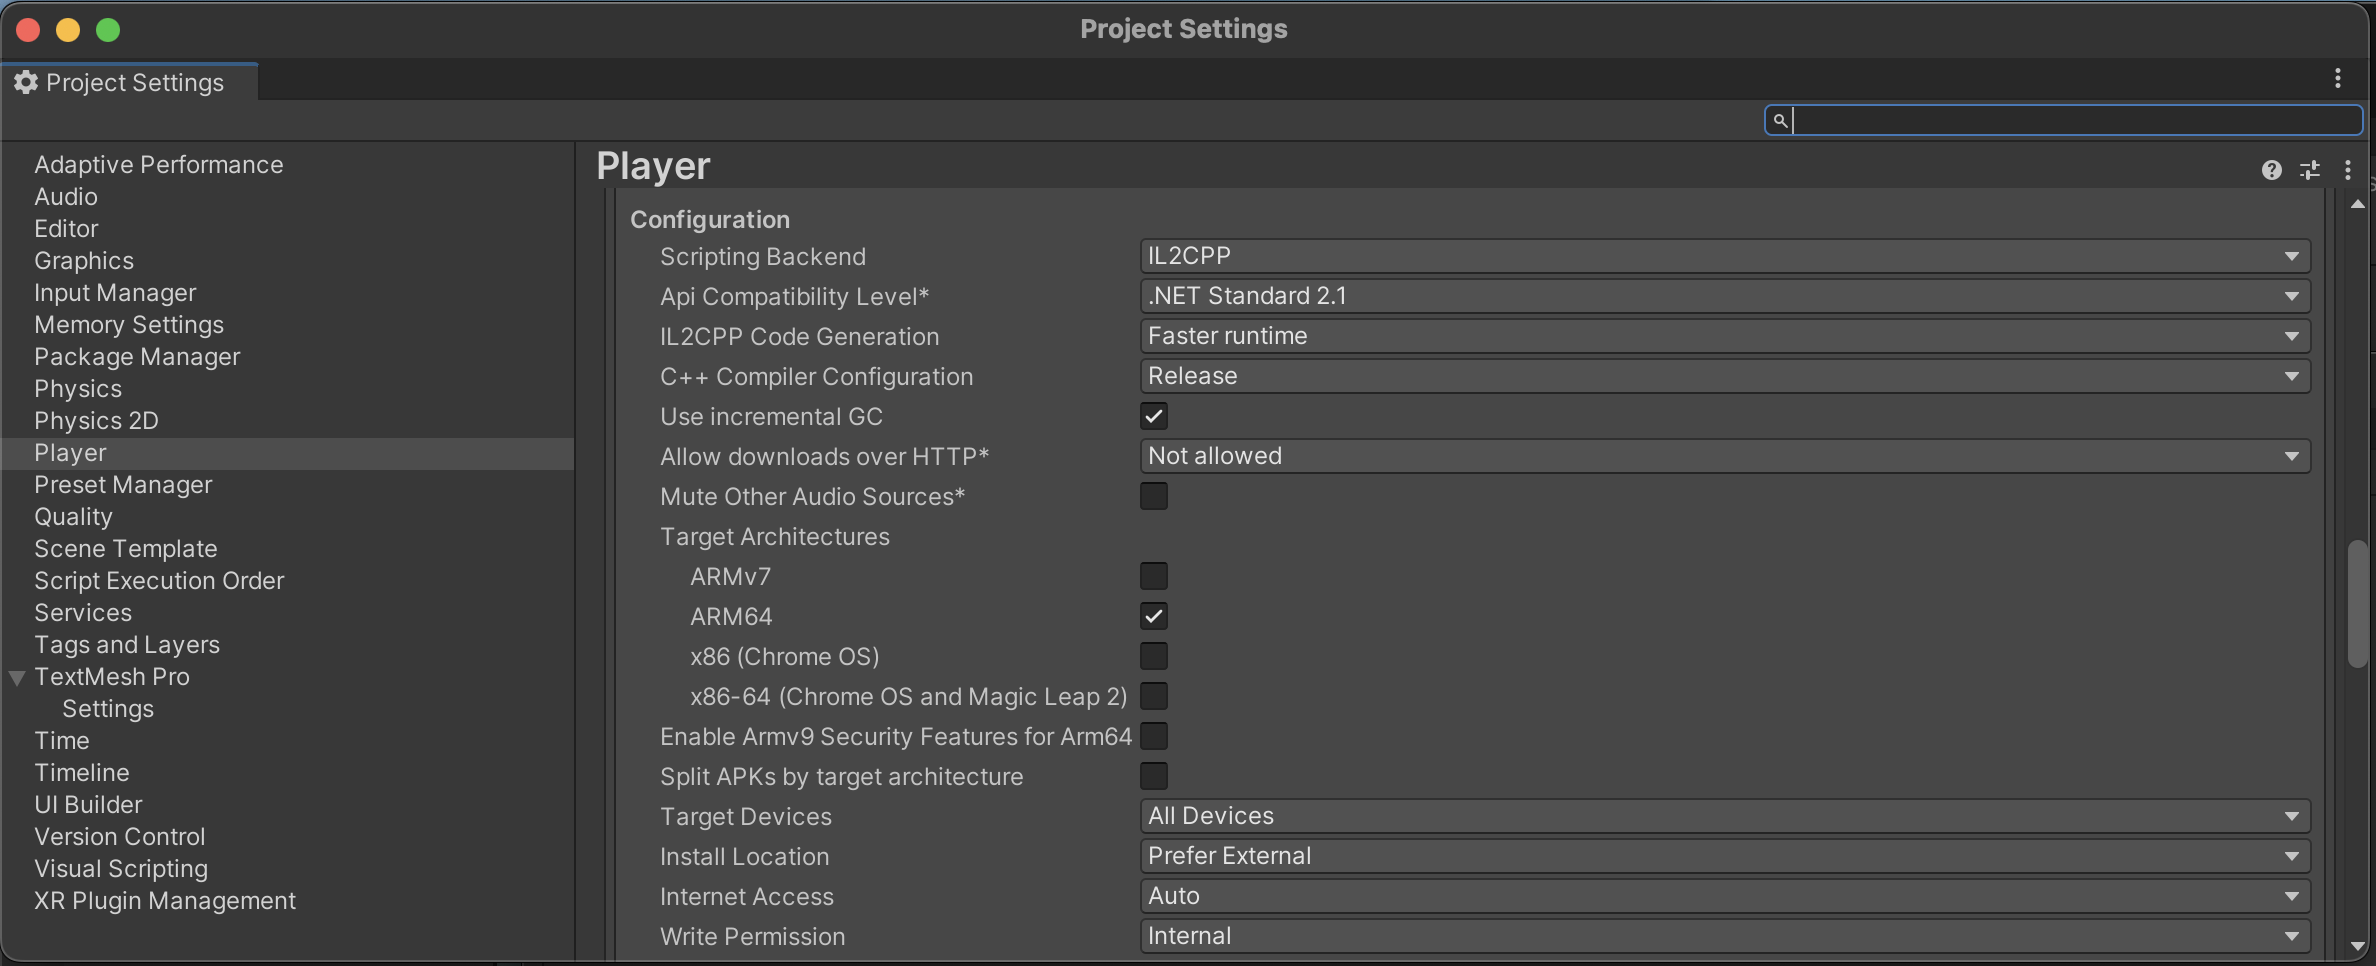 Project Settings
Project Settings
Adaptive Performance
Audio
Editor
Graphics
Input Manager
Memory Settings
Package Manager
Physics
Physics 2D
Player
Preset Manager
Quality
Scene Template
Script Execution Order
Services
Tags and Layers
TextMesh Pro
Settings
Time
Timeline
UI Builder
Version Control
Visual Scripting
XR Plugin Management
Player
Configuration
Scripting Backend IL2CPP
Api Compatibility Level* .NET Standard 2.1
IL2CPP Code Generation Faster runtime
C++ Compiler Configuration Release
Use incremental GC
Allow downloads over HTTP* Not allowed
Mute Other Audio Sources*
Target Architectures
ARMv7
ARM64
x86 (Chrome OS)
x86-64 (Chrome OS and Magic Leap 2)
Enable Armv9 Security Features for Arm64
Split APKs by target architecture
Target Devices All Devices
Install Location Prefer External
Internet Access Auto
Write Permission Internal